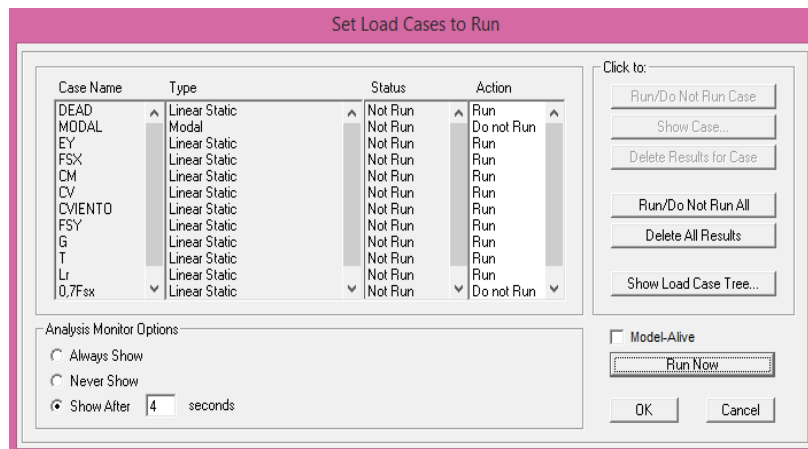 Set Load Cases to Run
Case Name Type Status Action
DEAD Linear Static Not Run Run
MODAL Modal Not Run Do not Run
EY Linear Static Not Run Run
FSX Linear Static Not Run Run
CM Linear Static Not Run Run
CV Linear Static Not Run Run
CVIENTO Linear Static Not Run Run
FSY Linear Static Not Run Run
G Linear Static Not Run Run
T Linear Static Not Run Run
Lr Linear Static Not Run Run
0,7Fsx Linear Static Not Run Do not Run
Click to:
Run/Do Not Run Case
Show Case...
Delete Results for Case
Run/Do Not Run All
Delete All Results
Show Load Case Tree...
Analysis Monitor Options
Always Show
Never Show
Show After 4 seconds
Model-Alive
Run Now
OK Cancel